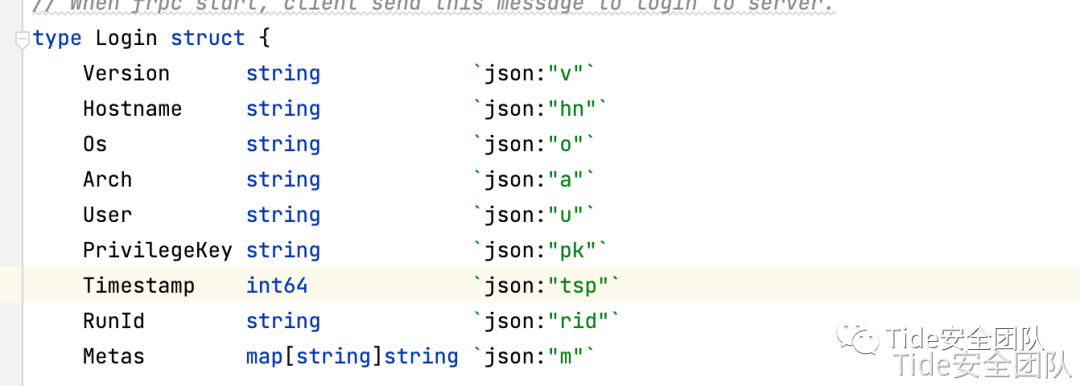 // When frpc start, client send this message to login to server.
type Login struct {
Version string `json:"v"`
Hostname string `json:"hn"`
Os string `json:"o"`
Arch string `json:"a"`
User string `json:"u"`
PrivilegeKey string `json:"pk"`
Timestamp int64 `json:"tsp"`
RunId string `json:"rid"`
Metas map[string]string `json:"m"`
Tide安全团队
Tide安全团队